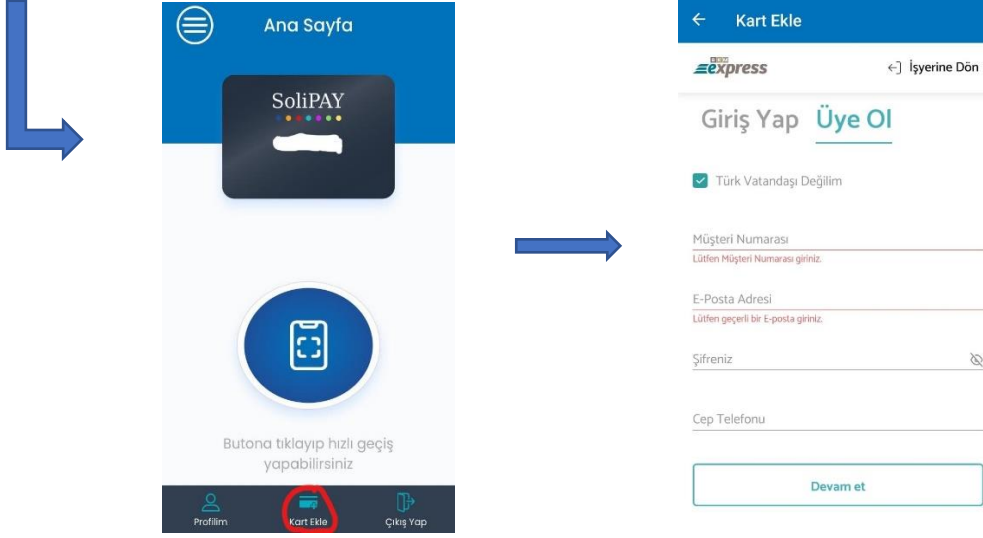 Ana Sayfa
SoliPAY
Butona tıklayıp hızlı geçiş
yapabilirsiniz
Profilim
Kart Ekle
Çıkış Yap
Kart Ekle
BKM
express
İşyerine Dön
Giriş Yap Üye Ol
Türk Vatandaşı Değilim
Müşteri Numarası
Lütfen Müşteri Numarası giriniz.
E-Posta Adresi
Lütfen geçerli bir E-posta giriniz.
Şifreniz
Cep Telefonu
Devam et